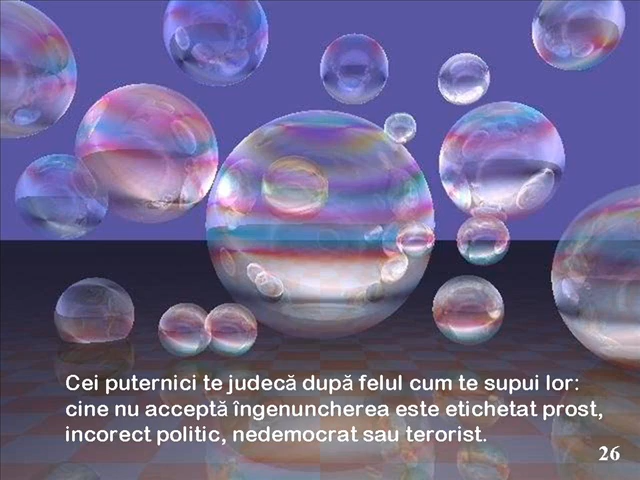 Cei puternici te judecă după felul cum te supui lor:
cine nu acceptă îngenuncherea este etichetat prost,
incorect politic, nedemocrat sau terorist.
26